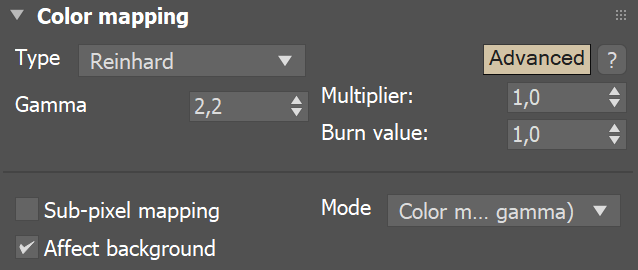 Color mapping
Type Reinhard Advanced ?
Gamma 2,2 Multiplier: 1,0
Burn value: 1,0
Sub-pixel mapping Mode Color m... gamma)
Affect background